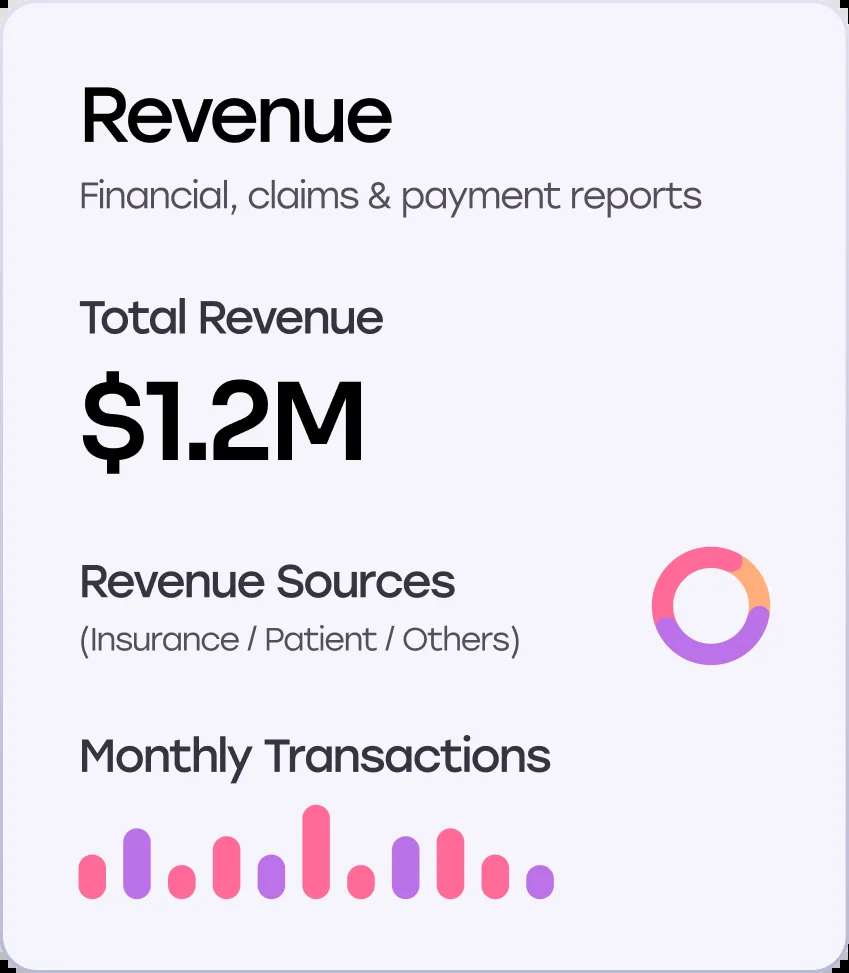 Revenue
Financial, claims & payment reports
Total Revenue
$1.2M
Revenue Sources
(Insurance / Patient / Others)
Monthly Transactions